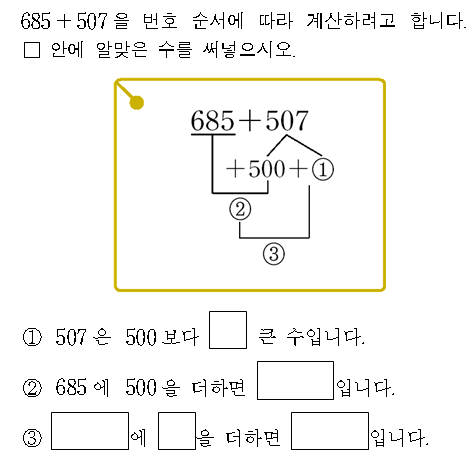 685+507을 번호 순서에 따라 계산하려고 합니다.
□ 안에 알맞은 수를 써넣으시오.
685+507
+500+①
②
③
① 507은 500보다 □ 큰 수입니다.
② 685에 500을 더하면 □입니다.
③ □에 □을 더하면 □입니다.